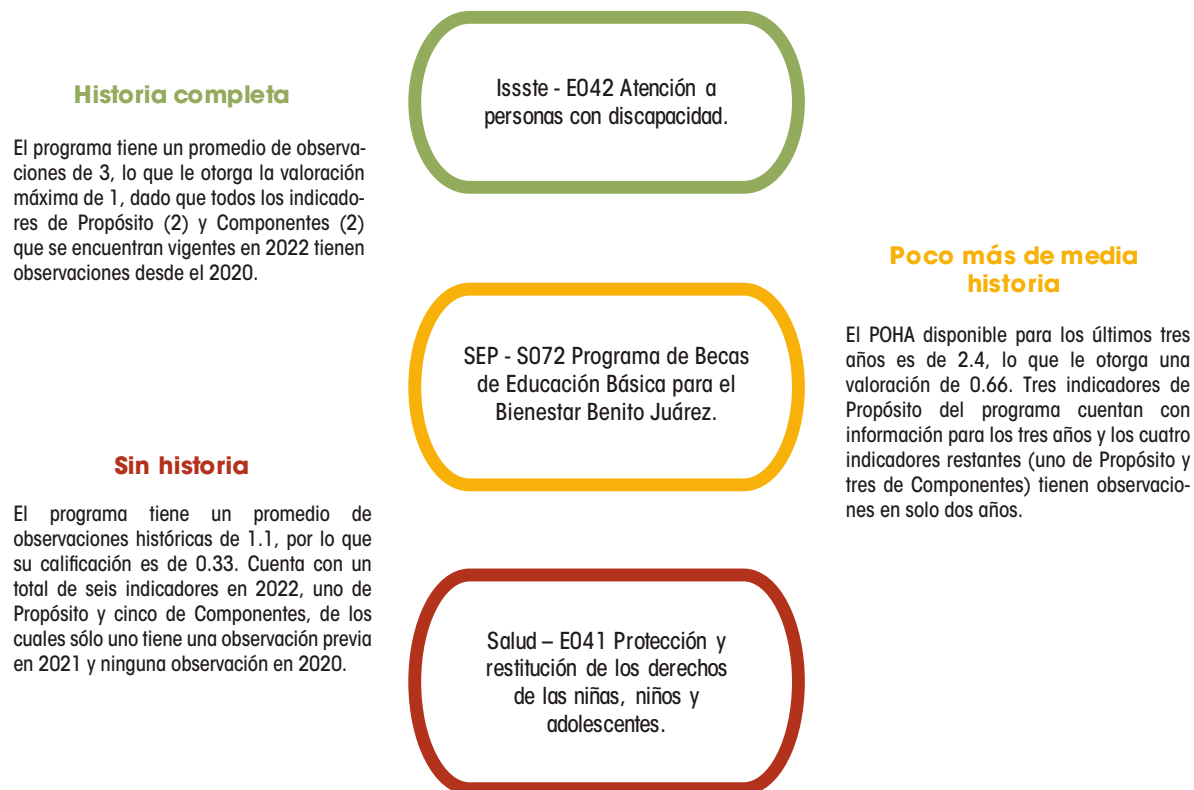 Historia completa
El programa tiene un promedio de observa-
ciones de 3, lo que le otorga la valoración
máxima de 1, dado que todos los indicado-
res de Propósito (2) y Componentes (2)
que se encuentran vigentes en 2022 tienen
observaciones desde el 2020.
Issste - E042 Atención a
personas con discapacidad.
SEP - S072 Programa de Becas
de Educación Básica para el
Bienestar Benito Juárez.
Poco más de media
historia
El POHA disponible para los últimos tres
años es de 2.4, lo que le otorga una
valoración de 0.66. Tres indicadores de
Propósito del programa cuentan con
información para los tres años y los cuatro
indicadores restantes (uno de Propósito y
tres de Componentes) tienen observacio-
nes en solo dos años.
Sin historia
El programa tiene un promedio de
observaciones históricas de 1.1, por lo que
su calificación es de 0.33. Cuenta con un
total de seis indicadores en 2022, uno de
Propósito y cinco de Componentes, de los
cuales sólo uno tiene una observación previa
en 2021 y ninguna observación en 2020.
Salud – E041 Protección y
restitución de los derechos
de las niñas, niños y
adolescentes.